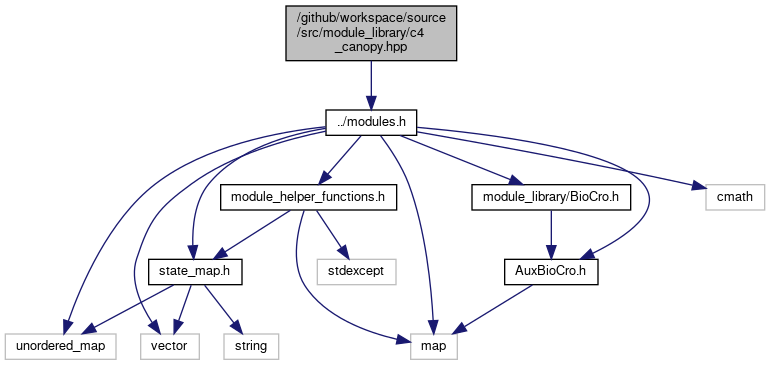 /github/workspace/source
/src/module_library/c4
_canopy.hpp
../modules.h
module_helper_functions.h
module_library/BioCro.h
cmath
state_map.h
stdexcept
AuxBioCro.h
unordered_map
vector
string
map